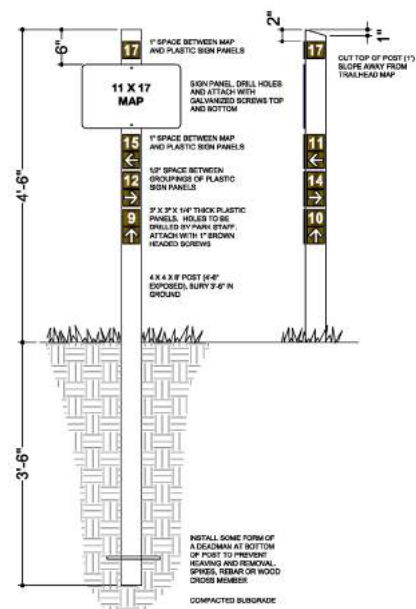 6"
17
1" SPACE BETWEEN MAP
AND PLASTIC SIGN PANELS
11 X 17
MAP
SIGN PANEL, DRILL HOLES
AND ATTACH WITH
GALVANIZED SCREWS TOP
AND BOTTOM
15
←
1" SPACE BETWEEN MAP
AND PLASTIC SIGN PANELS
12
→
1/2" SPACE BETWEEN
GROUPINGS OF PLASTIC
SIGN PANELS
9
↑
3" X 3" X 1/4" THICK PLASTIC
PANELS. HOLES TO BE
DRILLED BY PARK STAFF.
ATTACH WITH 1" BROWN
HEADED SCREWS
4'-6"
4 X 4 X 8' POST (4'-6"
EXPOSED), BURY 3'-6" IN
GROUND
3'-6"
INSTALL SOME FORM OF
A DEADMAN AT BOTTOM
OF POST TO PREVENT
HEAVING AND REMOVAL.
SPIKES, REBAR OR WOOD
CROSS MEMBER
COMPACTED SUBGRADE
2"
1"
17
CUT TOP OF POST (1")
SLOPE AWAY FROM
TRAILHEAD MAP
11
←
14
→
10
↑